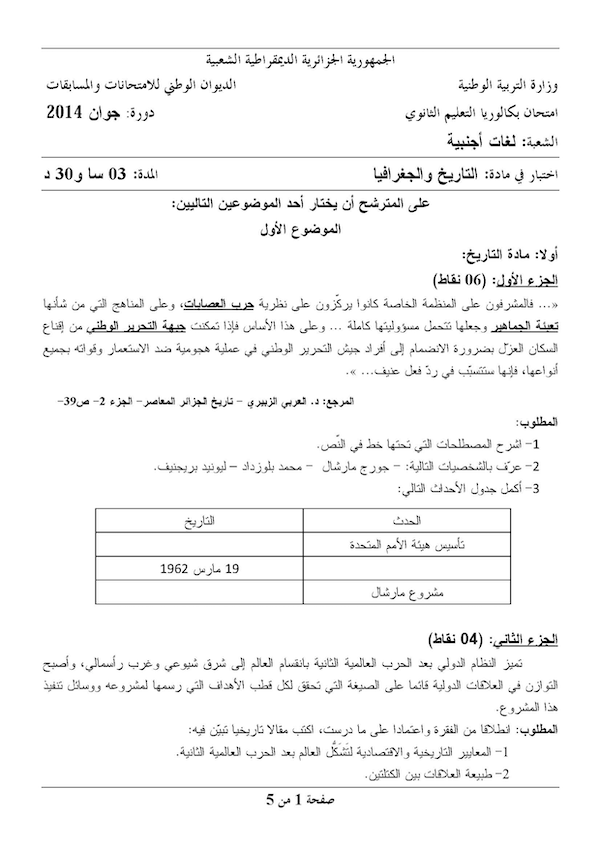 الجمهورية الجزائرية الديمقراطية الشعبية
وزارة التربية الوطنية الديوان الوطني للامتحانات والمسابقات
امتحان بكالوريا التعليم الثانوي دورة: جوان 2014
الشعبة: لغات أجنبية
اختبار في مادة: التاريخ والجغرافيا المدة: 03 سا و30 د
على المترشح أن يختار أحد الموضوعين التاليين:
الموضوع الأول
أولا: مادة التاريخ:
الجزء الأول: (06 نقاط)
«... فالمشرفون على المنظمة الخاصة كانوا يركّزون على نظرية حرب العصابات، وعلى المناهج التي من شأنها
تعبئة الجماهير وجعلها تتحمل مسؤوليتها كاملة ... وعلى هذا الأساس فإذا تمكنت جبهة التحرير الوطني من إقناع
السكان العزّل بضرورة الانضمام إلى أفراد جيش التحرير الوطني في عملية هجومية ضد الاستعمار وقواته بجميع
أنواعها، فإنها ستتسبّب في ردّ فعل عنيف... ».
المرجع: د. العربي الزبيري – تاريخ الجزائر المعاصر– الجزء 2– ص39–
المطلوب:
1– اشرح المصطلحات التي تحتها خط في النّص.
2– عرّف بالشخصيات التالية: – جورج مارشال – محمد بلوزداد – ليونيد بريجنيف.
3– أكمل جدول الأحداث التالي:
الحدث التاريخ
تأسيس هيئة الأمم المتحدة
19 مارس 1962
مشروع مارشال
الجزء الثاني: (04 نقاط)
تميز النظام الدولي بعد الحرب العالمية الثانية بانقسام العالم إلى شرق شيوعي وغرب رأسمالي، وأصبح
التوازن في العلاقات الدولية قائما على الصيغة التي تحقق لكل قطب الأهداف التي رسمها لمشروعه ووسائل تنفيذ
هذا المشروع.
المطلوب: انطلاقا من الفقرة واعتمادا على ما درست، اكتب مقالا تاريخيا تبيّن فيه:
1– المعايير التاريخية والاقتصادية لتَشَكُّل العالم بعد الحرب العالمية الثانية.
2– طبيعة العلاقات بين الكتلتين.
صفحة 1 من 5